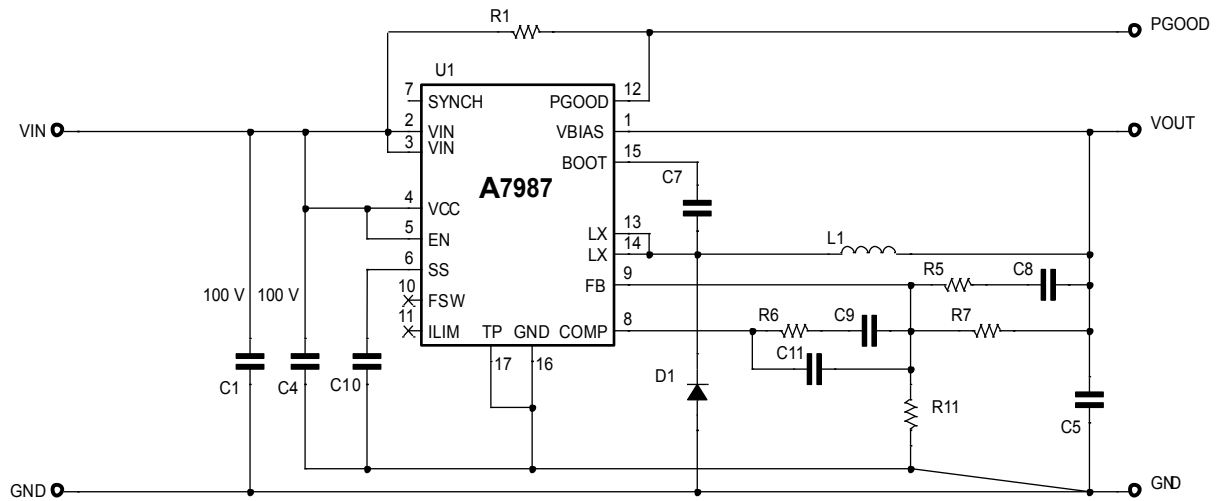 R1
PGOOD
U1
7 SYNCH PGOOD 12
VIN 2 VIN VBIAS 1 VOUT
3 VIN
BOOT 15
C7
A7987
4 VCC
LX 13
5 EN
LX 14 L1
6 SS
FB 9 R5 C8
100 V 100 V
10 FSW
11 ILIM TP GND COMP 8 R6 C9 R7
C11
17 16
C1 C4 C10 D1
R11
C5
GND GND